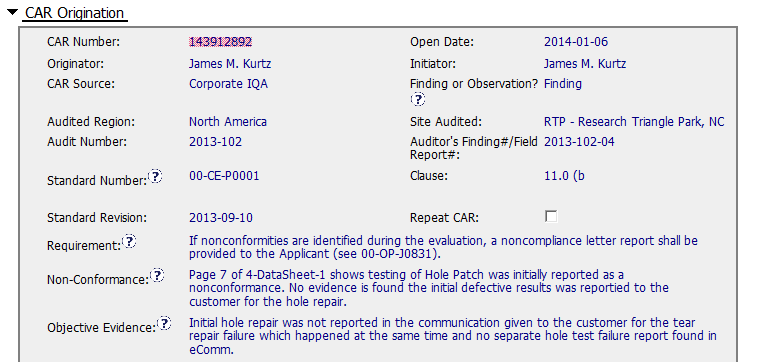 CAR Origination
CAR Number: 143912892 Open Date: 2014-01-06
Originator: James M. Kurtz Initiator: James M. Kurtz
CAR Source: Corporate IQA Finding or Observation? Finding
?
Audited Region: North America Site Audited: RTP - Research Triangle Park, NC
Audit Number: 2013-102 Auditor's Finding#/Field 2013-102-04
Report#:
Standard Number: ? 00-CE-P0001 Clause: 11.0 (b
Standard Revision: 2013-09-10 Repeat CAR:
Requirement: ? If nonconformities are identified during the evaluation, a noncompliance letter report shall be
provided to the Applicant (see 00-OP-J0831).
Non-Conformance: ? Page 7 of 4-DataSheet-1 shows testing of Hole Patch was initially reported as a
nonconformance. No evidence is found the initial defective results was reportied to the
customer for the hole repair.
Objective Evidence: ? Initial hole repair was not reported in the communication given to the customer for the tear
repair failure which happened at the same time and no separate hole test failure report found in
eComm.